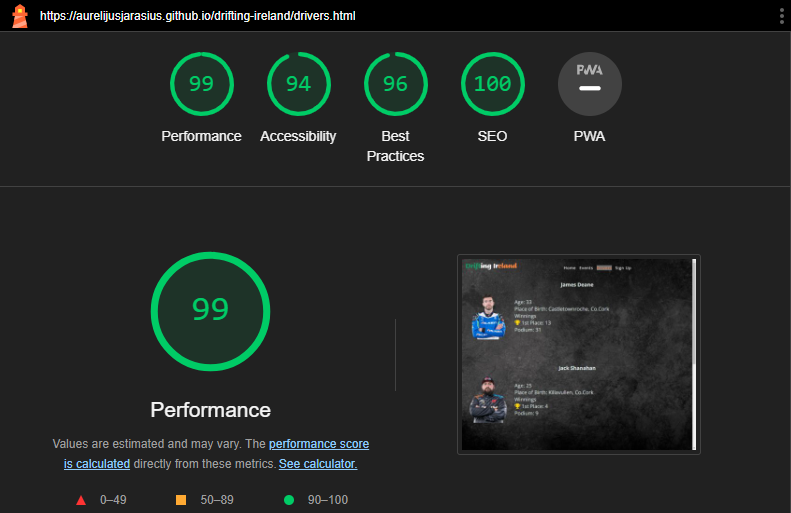 https://aurelijusjarasius.github.io/drifting-ireland/drivers.html
99 94 96 100 PWA
Performance Accessibility Best Practices SEO PWA
99
Performance
Values are estimated and may vary. The performance score
is calculated directly from these metrics. See calculator.
0–49 50–89 90–100
Drifting Ireland
Home Events Sign Up
James Deane
Age: 33
Place of Birth: Castletownroche, Co.Cork
Winnings
1st Place: 13
Podium: 31
Jack Shanahan
Age: 25
Place of Birth: Kiskeam, Co.Cork
Winnings
1st Place: 4
Podium: 9